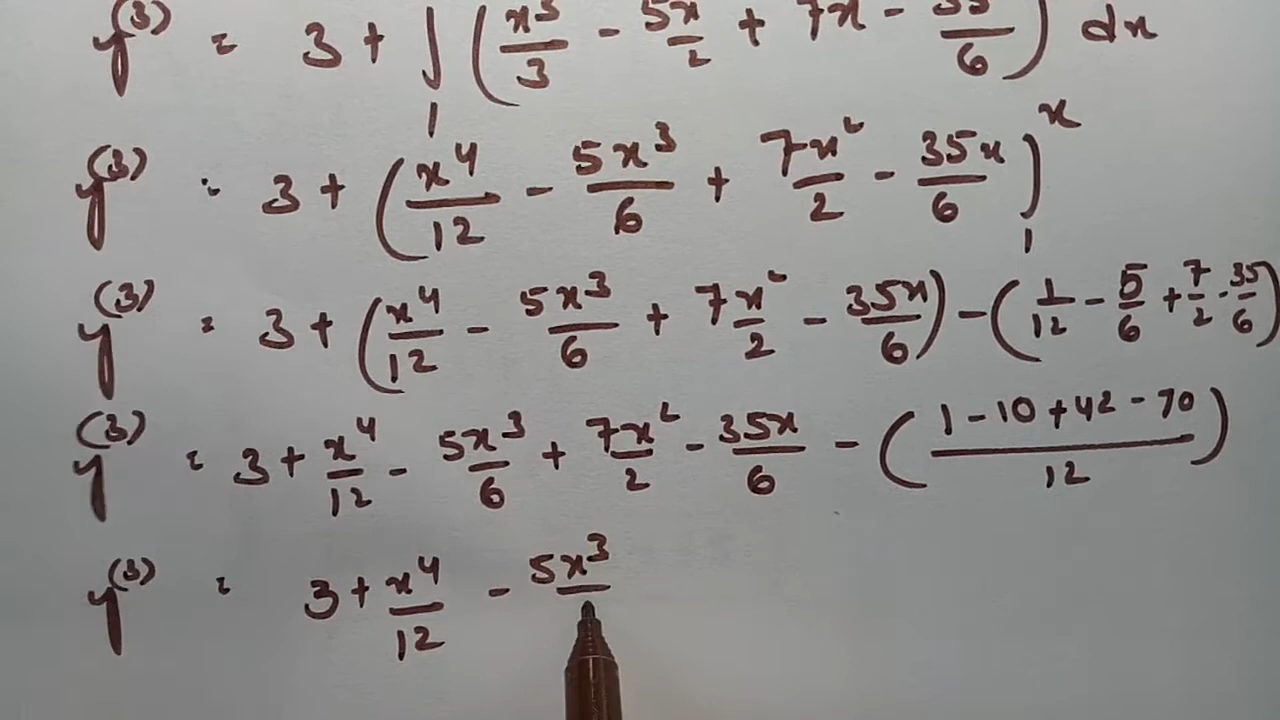 y⁽³⁾ = 3 + ∫₁ (x³/3 - 5x/2 + 7x - 35/6) dx
y⁽³⁾ = 3 + (x⁴/12 - 5x³/6 + 7x²/2 - 35x/6)₁ˣ
y⁽³⁾ = 3 + (x⁴/12 - 5x³/6 + 7x²/2 - 35x/6) - (1/12 - 5/6 + 7/2 - 35/6)
y⁽³⁾ = 3 + x⁴/12 - 5x³/6 + 7x²/2 - 35x/6 - (1 - 10 + 42 - 70 / 12)
y⁽³⁾ = 3 + x⁴/12 - 5x³/